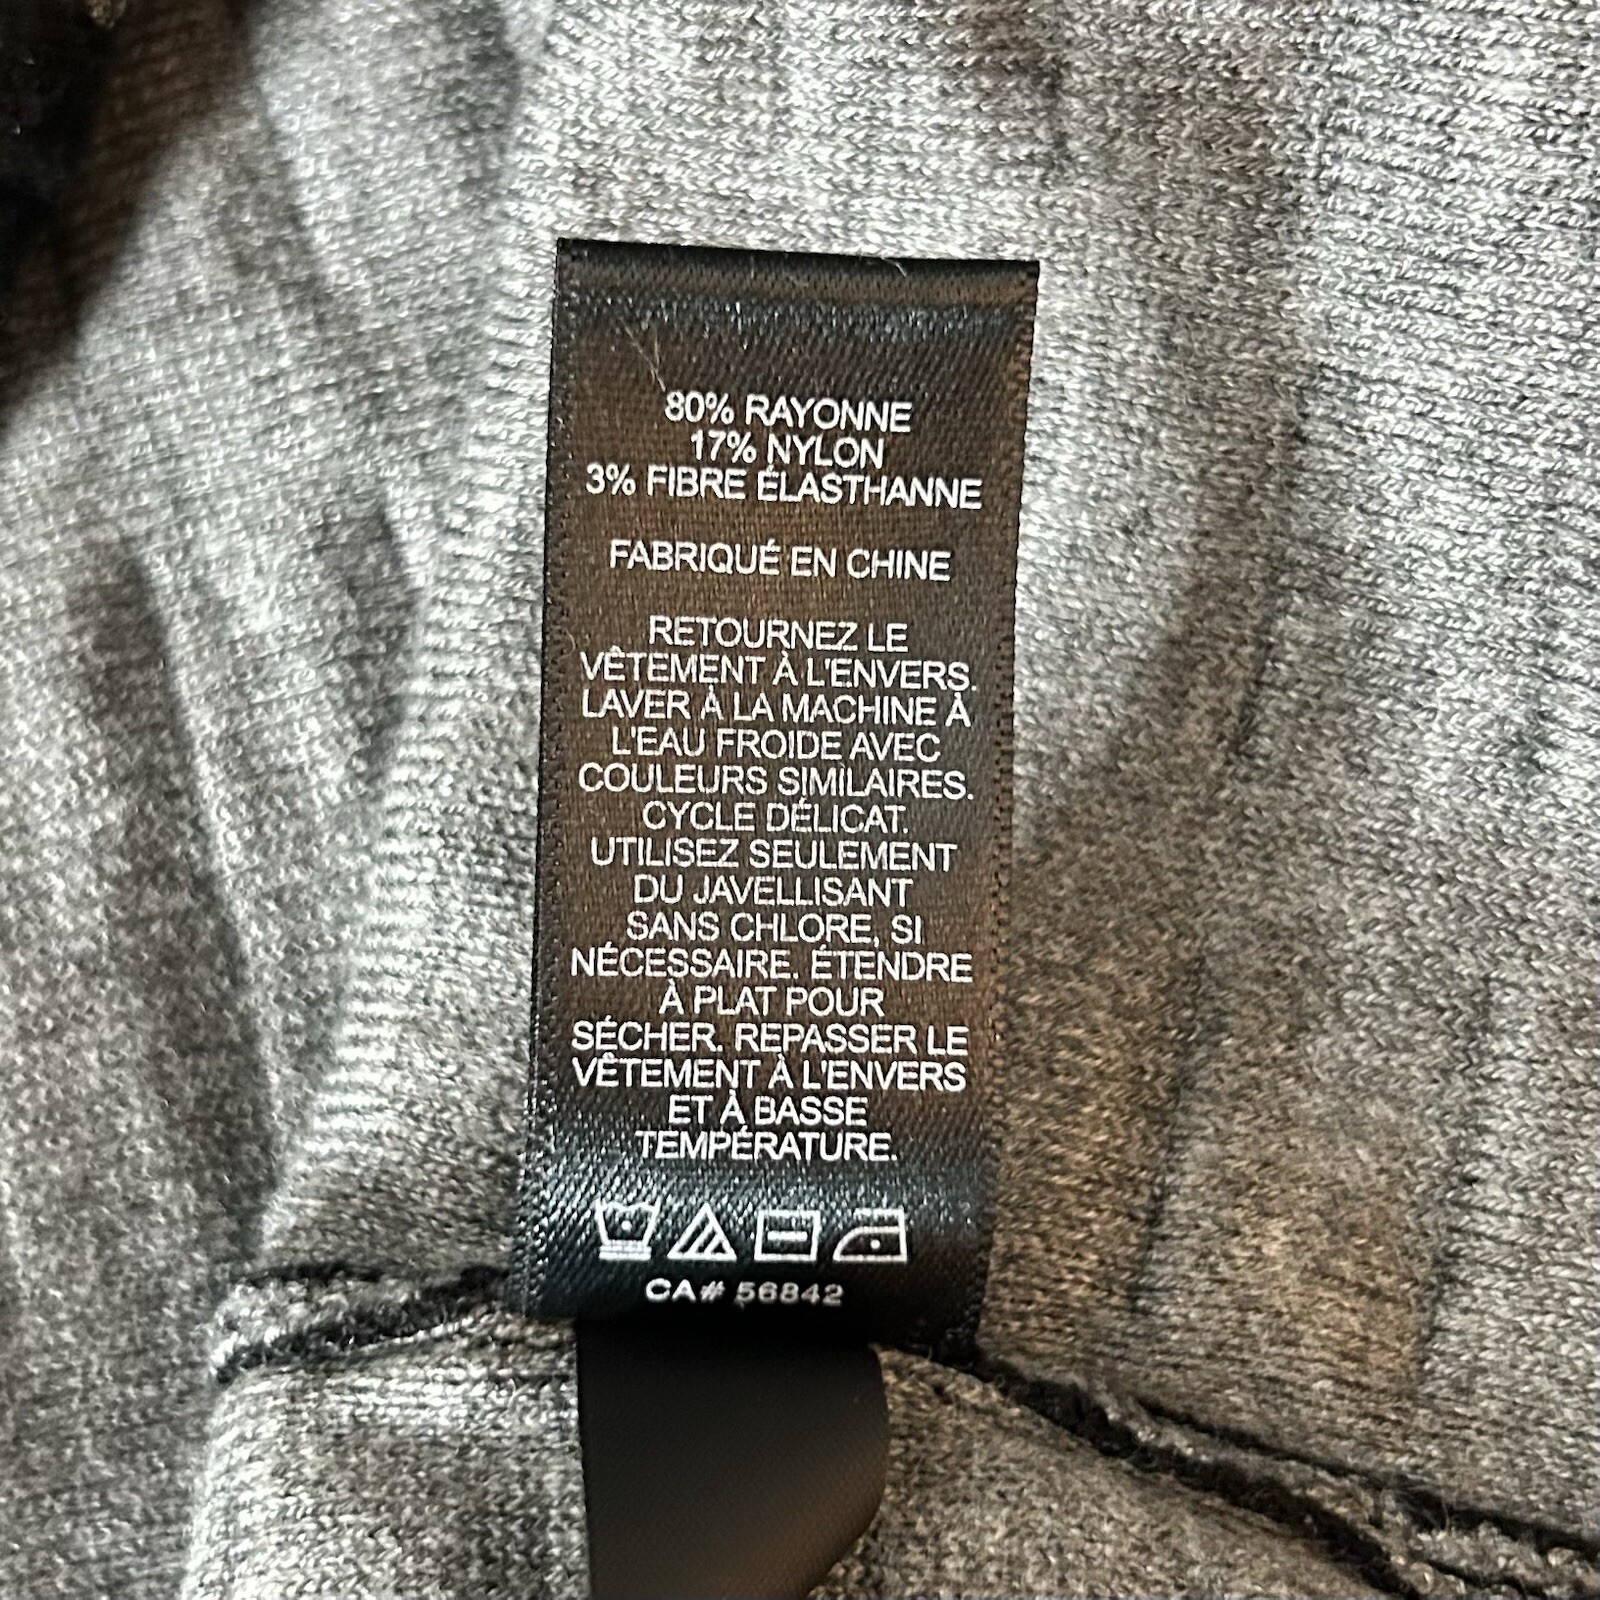 80% RAYONNE
17% NYLON
3% FIBRE ÉLASTHANNE
FABRIQUÉ EN CHINE
RETOURNEZ LE
VÊTEMENT À L'ENVERS.
LAVER À LA MACHINE À
L'EAU FROIDE AVEC
COULEURS SIMILAIRES.
CYCLE DÉLICAT.
UTILISEZ SEULEMENT
DU JAVELLISANT
SANS CHLORE, SI
NÉCESSAIRE. ÉTENDRE
À PLAT POUR
SÉCHER. REPASSER LE
VÊTEMENT À L'ENVERS
ET À BASSE
TEMPÉRATURE.
CA# 56842